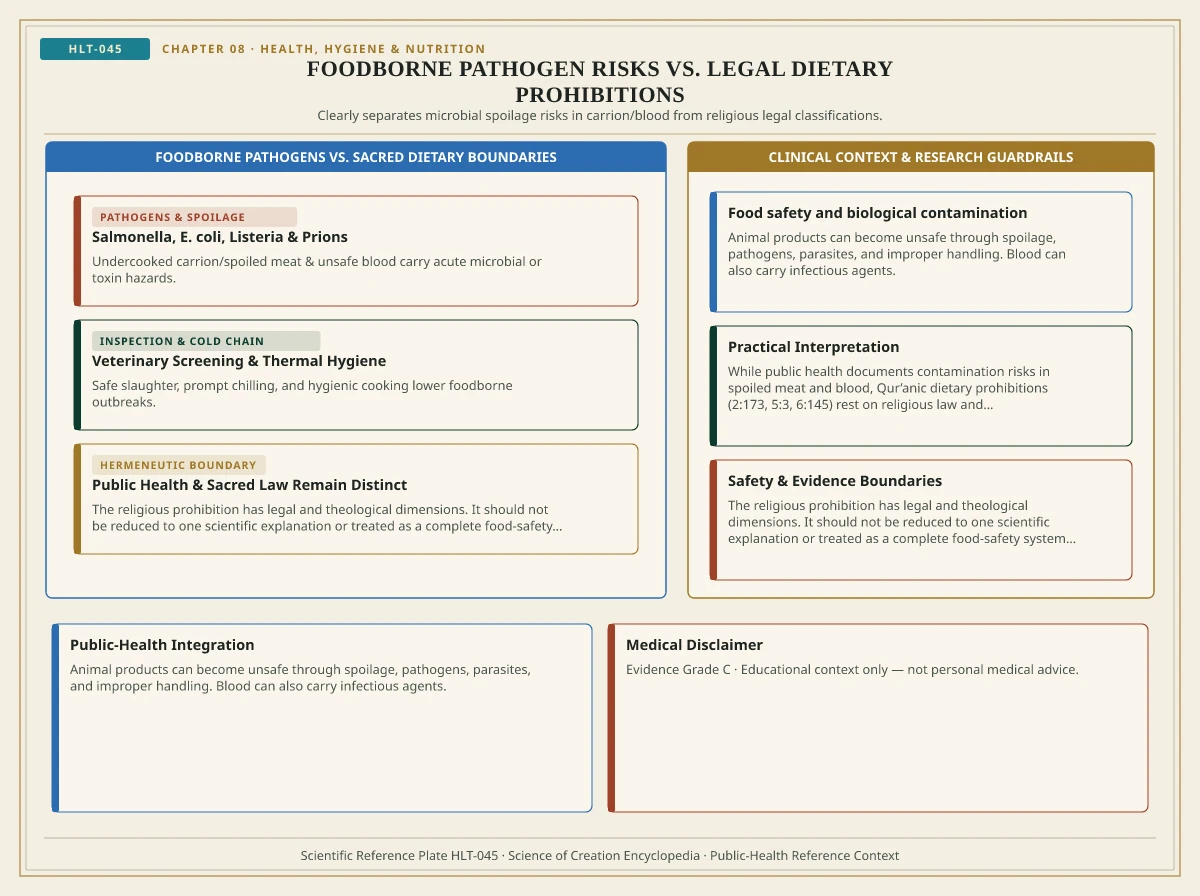 HLT-045
CHAPTER 08 · HEALTH, HYGIENE & NUTRITION
FOODBORNE PATHOGEN RISKS VS. LEGAL DIETARY
PROHIBITIONS
Clearly separates microbial spoilage risks in carrion/blood from religious legal classifications.
FOODBORNE PATHOGENS VS. SACRED DIETARY BOUNDARIES
PATHOGENS & SPOILAGE
Salmonella, E. coli, Listeria & Prions
Undercooked carrion/spoiled meat & unsafe blood carry acute microbial or
toxin hazards.
INSPECTION & COLD CHAIN
Veterinary Screening & Thermal Hygiene
Safe slaughter, prompt chilling, and hygienic cooking lower foodborne
outbreaks.
HERMENEUTIC BOUNDARY
Public Health & Sacred Law Remain Distinct
The religious prohibition has legal and theological dimensions. It should not
be reduced to one scientific explanation or treated as a complete food-safety...
CLINICAL CONTEXT & RESEARCH GUARDRAILS
Food safety and biological contamination
Animal products can become unsafe through spoilage,
pathogens, parasites, and improper handling. Blood can
also carry infectious agents.
Practical Interpretation
While public health documents contamination risks in
spoiled meat and blood, Qur'anic dietary prohibitions
(2:173, 5:3, 6:145) rest on religious law and...
Safety & Evidence Boundaries
The religious prohibition has legal and theological
dimensions. It should not be reduced to one scientific
explanation or treated as a complete food-safety system...
Public-Health Integration
Animal products can become unsafe through spoilage, pathogens, parasites,
and improper handling. Blood can also carry infectious agents.
Medical Disclaimer
Evidence Grade C · Educational context only — not personal medical advice.
Scientific Reference Plate HLT-045 · Science of Creation Encyclopedia · Public-Health Reference Context